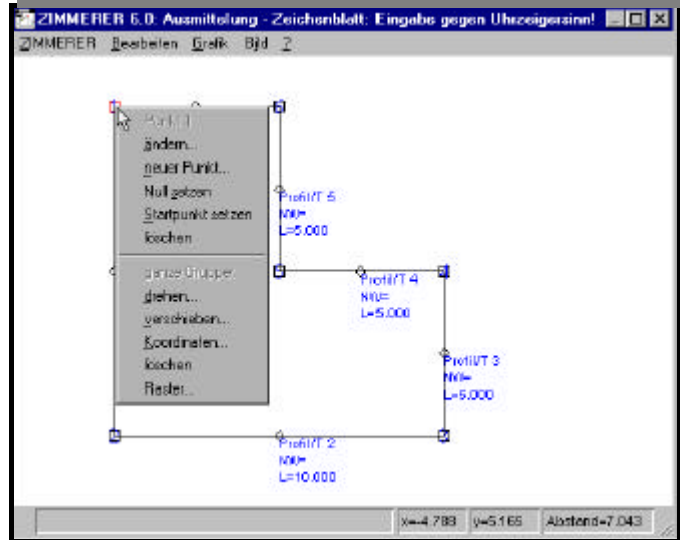 ZIMMERER 6.0: Ausmittelung - Zeichenblatt: Eingabe gegen Uhrzeigersinn!
ZIMMERER Bearbeiten Grafik Bild ?
Punkt 1
ändern...
neuer Punkt...
Null setzen
Startpunkt setzen
löschen
ganze Gruppe:
drehen...
verschieben...
Koordinaten...
löschen
Raster...
Profil/T 5
L=5.000
Profil/T 4
L=5.000
Profil/T 3
L=5.000
Profil/T 2
L=10.000
x=-4.788 y=5.165 Abstand=7.043